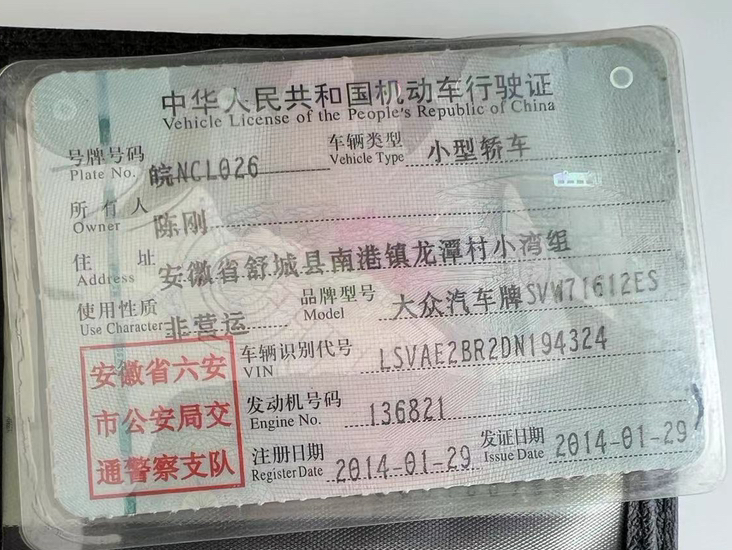 中华人民共和国机动车行驶证
Vehicle License of the People's Republic of China
号牌号码 皖NCL026 车辆类型 小型轿车
Plate No. Vehicle Type
所有人 陈刚
Owner
住址 安徽省舒城县南港镇龙潭村小湾组
Address
使用性质 非营运 品牌型号 大众汽车牌SVW71612ES
Use Character Model
安徽省六安
市公安局交
通警察支队
车辆识别代号 LSVAE2BR2DN194324
VIN
发动机号码 136821
Engine No.
注册日期 2014-01-29 发证日期 2014-01-29
Register Date Issue Date